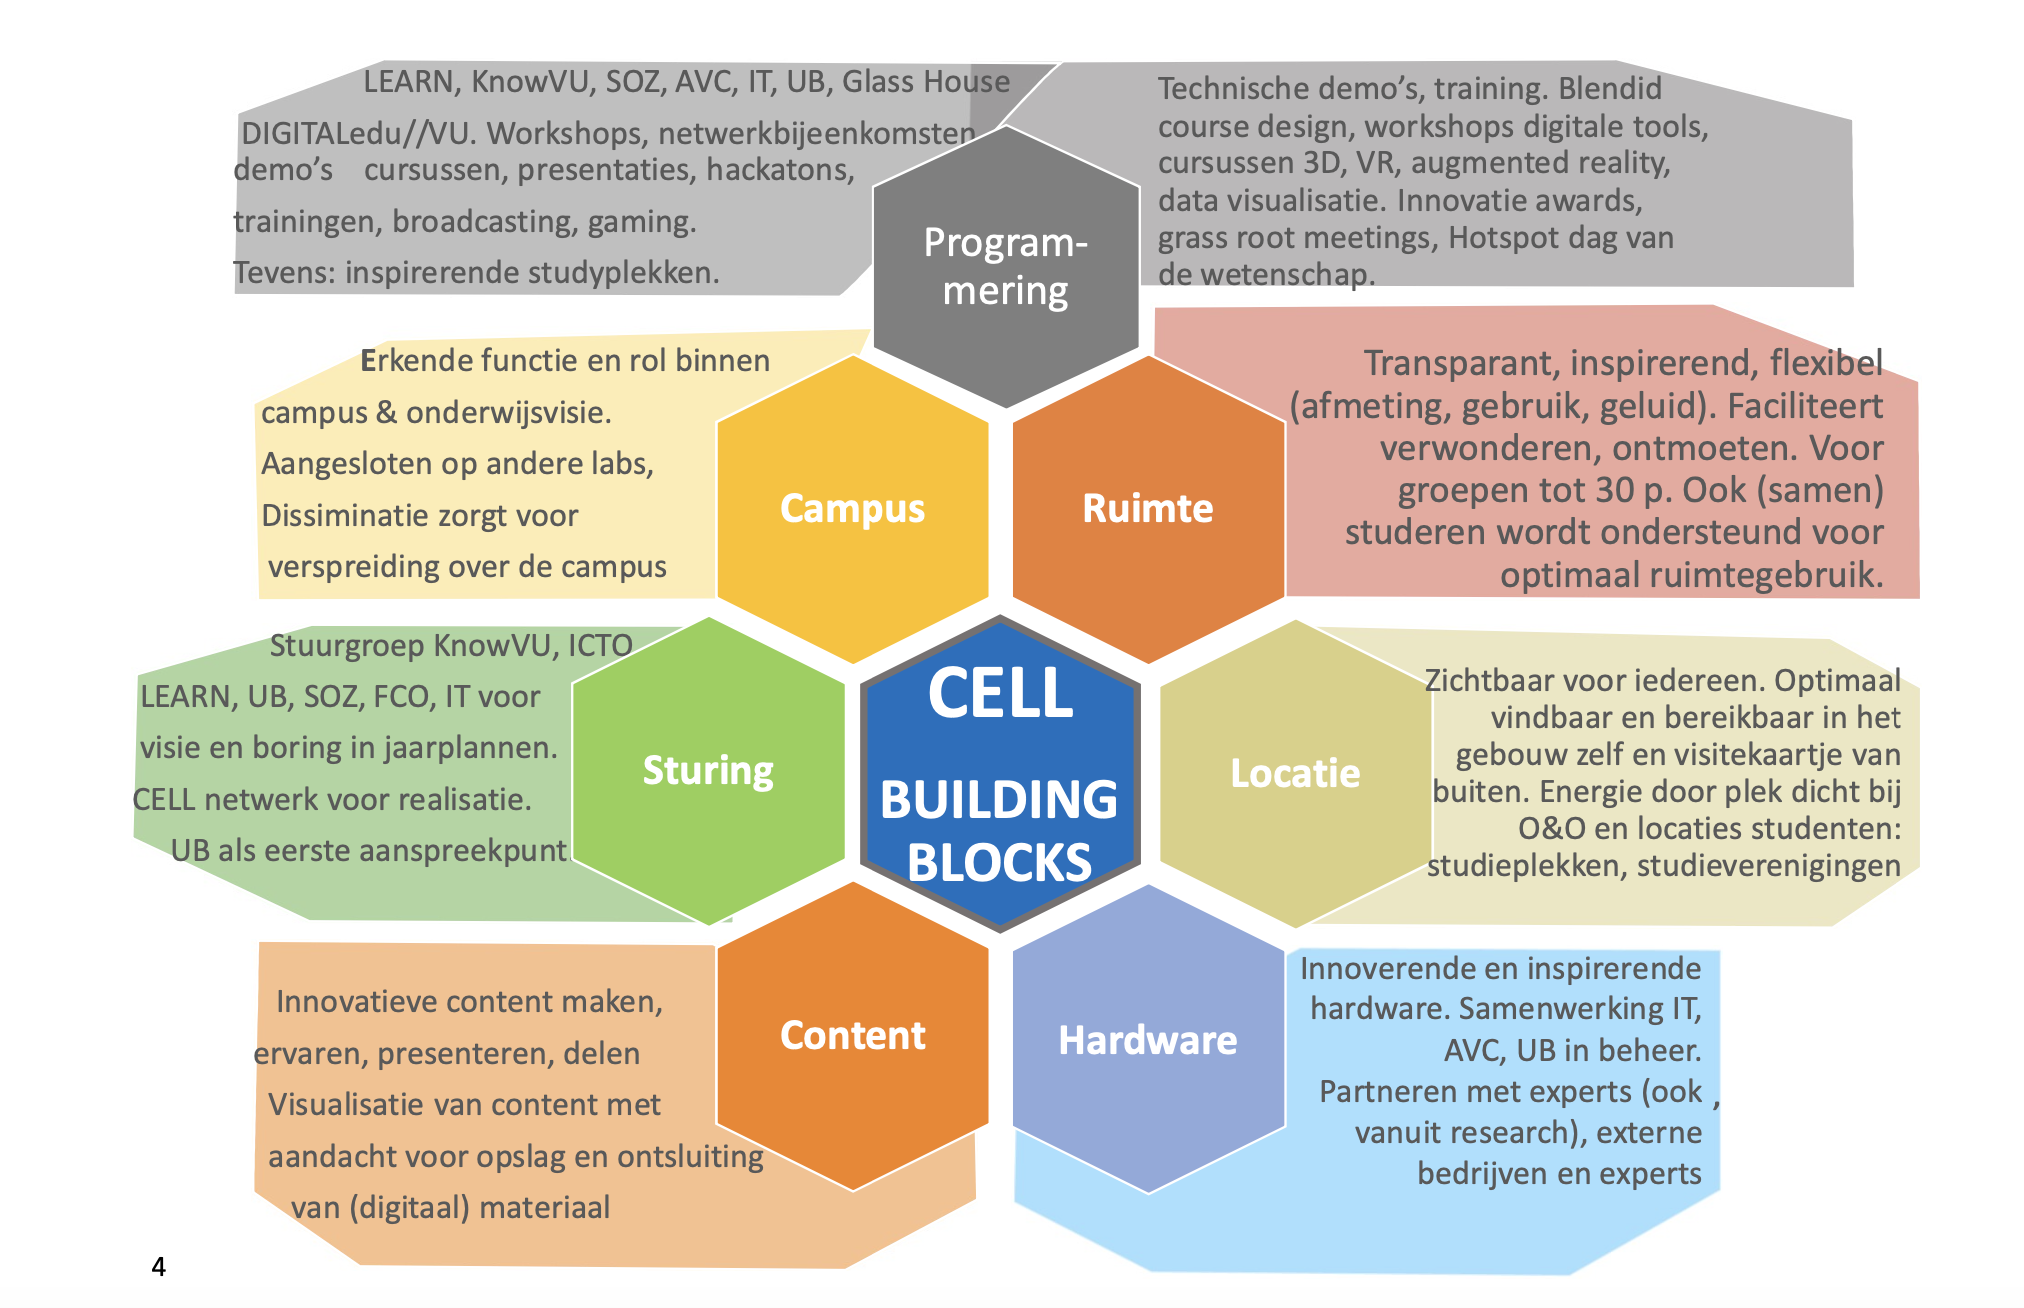 LEARN, KnowVU, SOZ, AVC, IT, UB, Glass House
DIGITALedu//VU. Workshops, netwerkbijeenkomsten
demo's cursussen, presentaties, hackatons,
trainingen, broadcasting, gaming.
Tevens: inspirerende studyplekken.
Program-
mering
Technische demo's, training. Blendid
course design, workshops digitale tools,
cursussen 3D, VR, augmented reality,
data visualisatie. Innovatie awards,
grass root meetings, Hotspot dag van
de wetenschap.
Erkende functie en rol binnen
campus & onderwijsvisie.
Aangesloten op andere labs,
Dissiminatie zorgt voor
verspreiding over de campus
Campus
Ruimte
Transparant, inspirerend, flexibel
(afmeting, gebruik, geluid). Faciliteert
verwonderen, ontmoeten. Voor
groepen tot 30 p. Ook (samen)
studeren wordt ondersteund voor
optimaal ruimtegebruik.
Stuurgroep KnowVU, ICTO
LEARN, UB, SOZ, FCO, IT voor
visie en boring in jaarplannen.
CELL netwerk voor realisatie.
UB als eerste aanspreekpunt
Sturing
CELL
BUILDING
BLOCKS
Locatie
Zichtbaar voor iedereen. Optimaal
vindbaar en bereikbaar in het
gebouw zelf en visitekaartje van
buiten. Energie door plek dicht bij
O&O en locaties studenten:
studieplekken, studieverenigingen
Innovatieve content maken,
ervaren, presenteren, delen
Visualisatie van content met
aandacht voor opslag en ontsluiting
van (digitaal) materiaal
Content
Hardware
Innoverende en inspirerende
hardware. Samenwerking IT,
AVC, UB in beheer.
Partneren met experts (ook ,
vanuit research), externe
bedrijven en experts
4